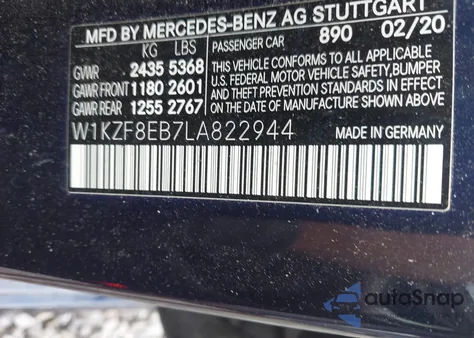 MFD BY MERCEDES-BENZ AG STUTTGART
KG LBS PASSENGER CAR 890 02/20
GVWR 2435 5368 THIS VEHICLE CONFORMS TO ALL APPLICABLE
GAWR FRONT 1180 2601 U.S. FEDERAL MOTOR VEHICLE SAFETY, BUMPER
GAWR REAR 1255 2767 AND THEFT PREVENTION STANDARDS IN EFFECT
ON THE DATE OF MANUFACTURE SHOWN ABOVE.
W1KZF8EB7LA822944 MADE IN GERMANY
autoSnap